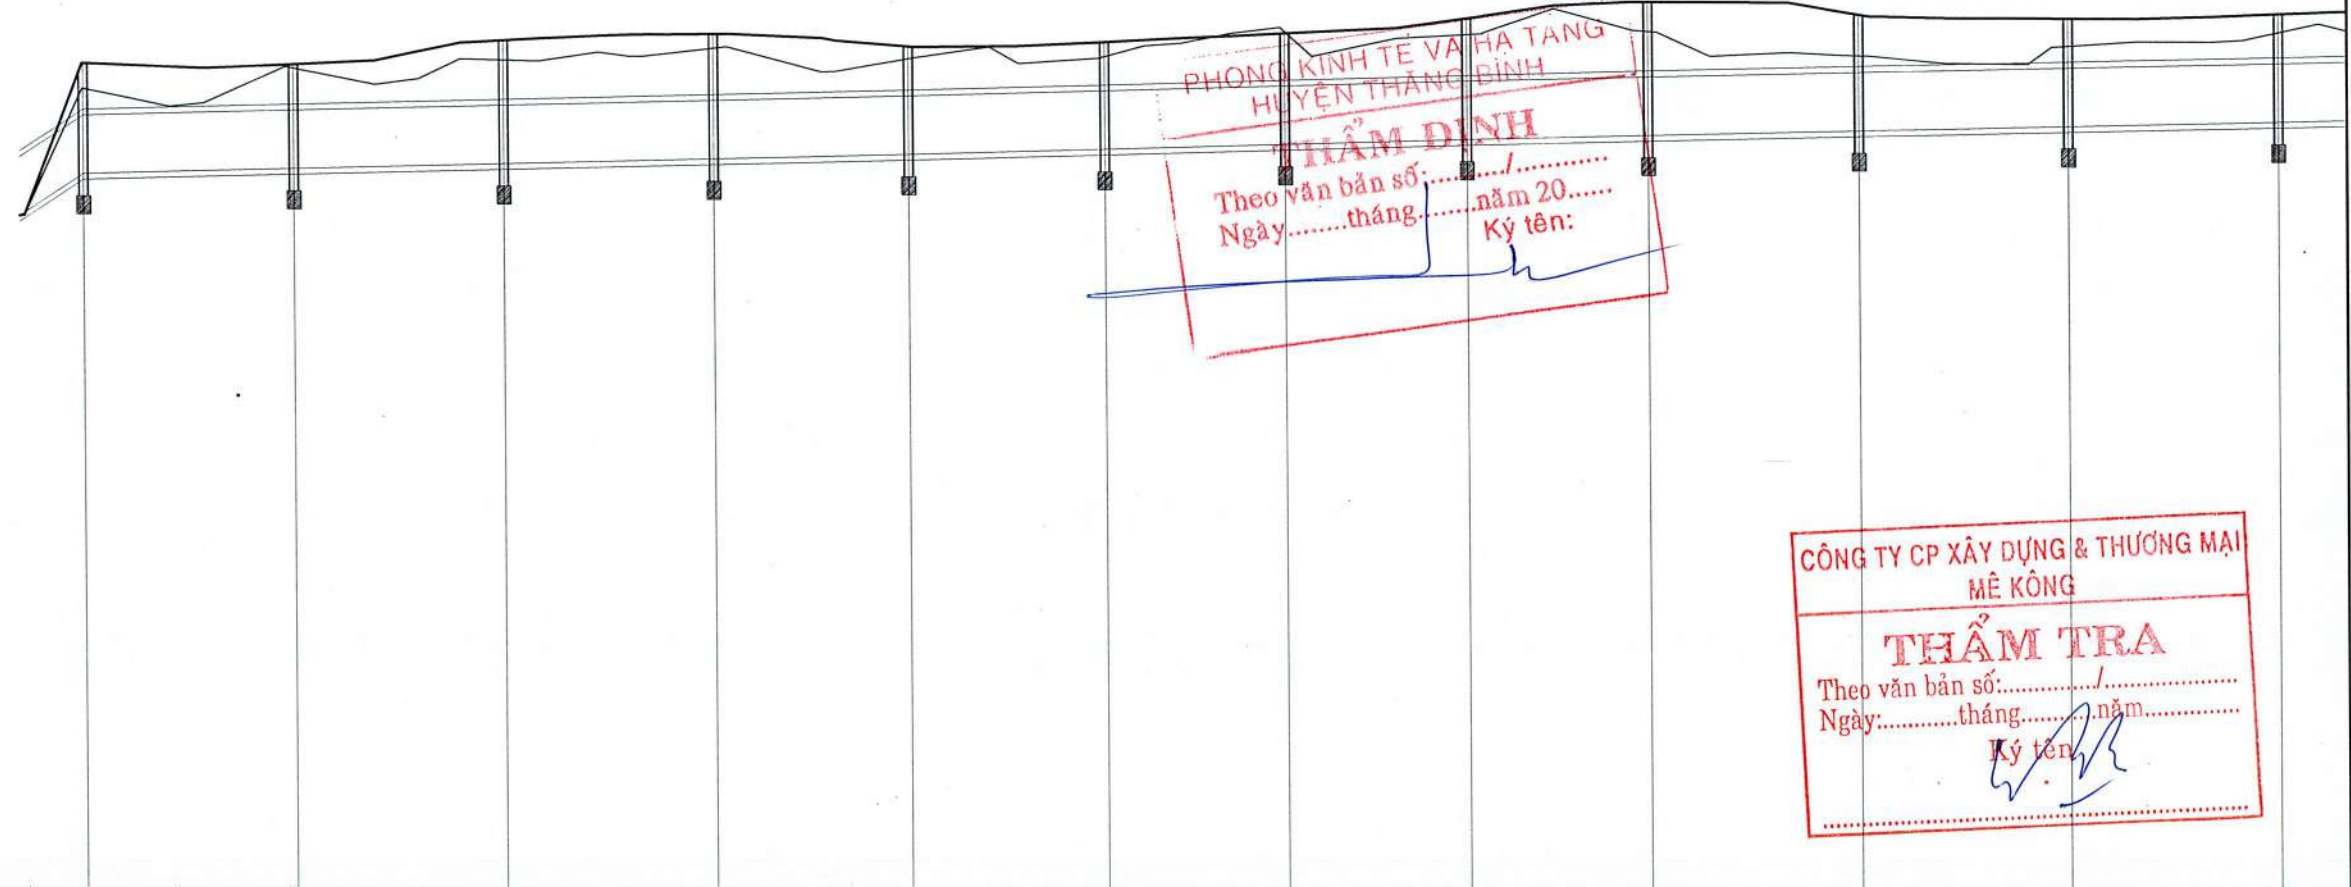 PHÒNG KINH TẾ VÀ HẠ TẦNG
HUYỆN THĂNG BÌNH
THẨM ĐỊNH
Theo văn bản số:........../............
Ngày........tháng........năm 20......
Ký tên:
CÔNG TY CP XÂY DỰNG & THƯƠNG MẠI
MÊ KÔNG
THẨM TRA
Theo văn bản số:............../.....................
Ngày:............tháng...........năm...............
Ký tên